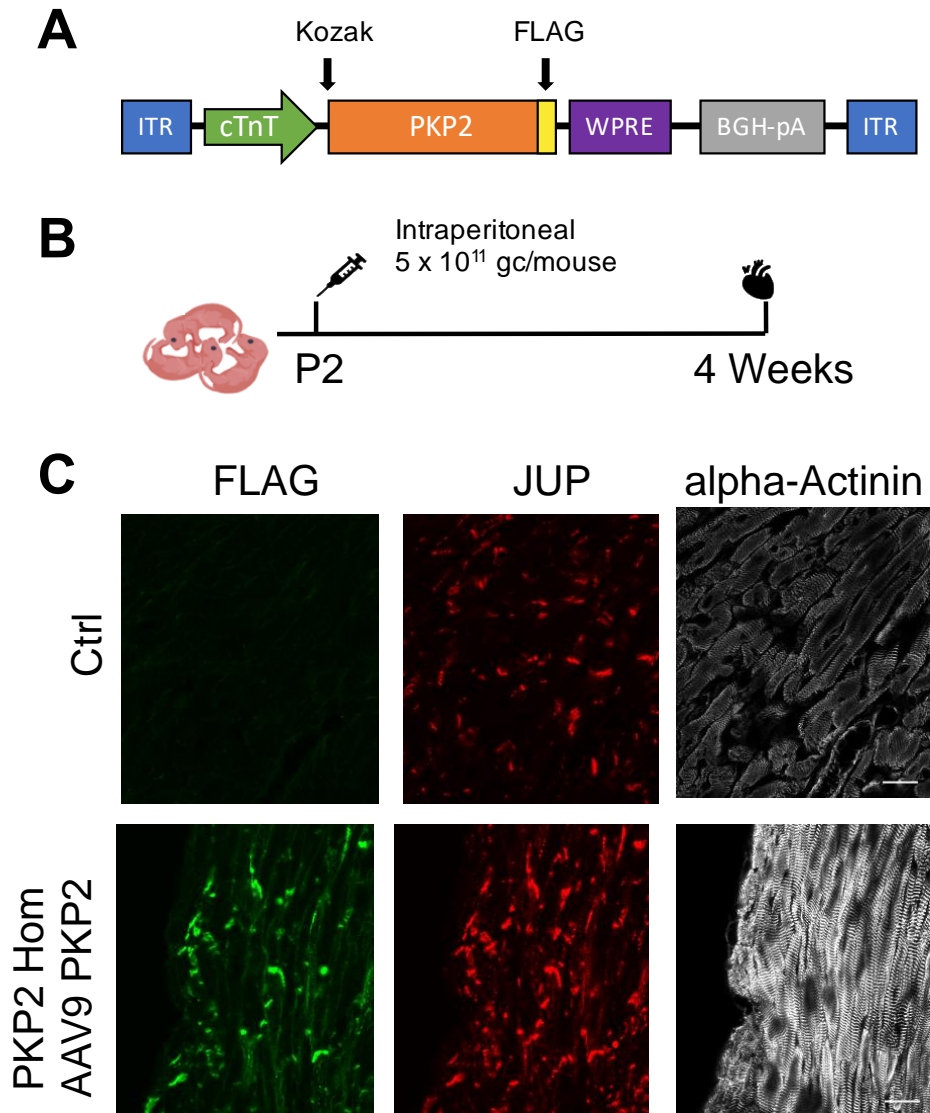 A
Kozak
FLAG
ITR
cTnT
PKP2
WPRE
BGH-pA
ITR
B
Intraperitoneal
5 x 10¹¹ gc/mouse
P2
4 Weeks
C
FLAG
JUP
alpha-Actinin
Ctrl
PKP2 Hom
AAV9 PKP2